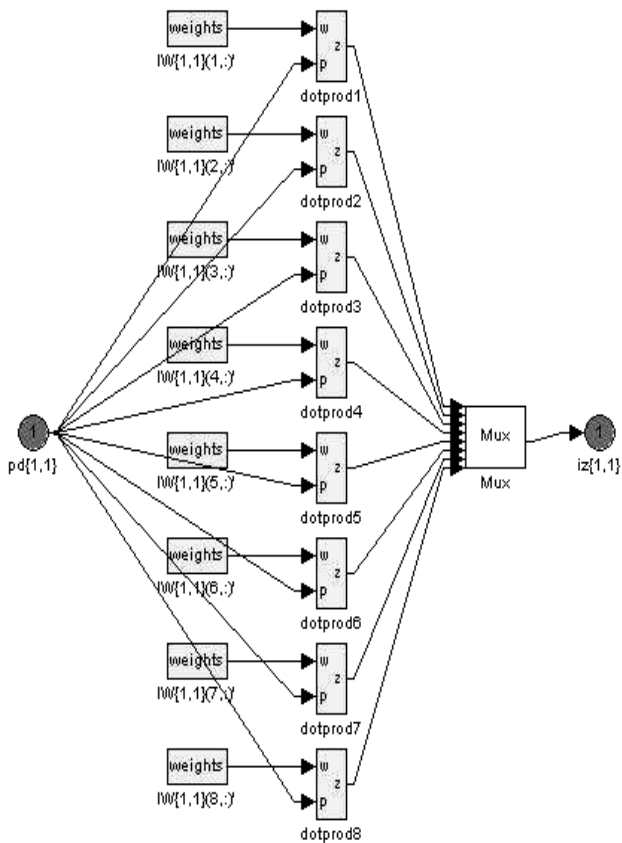 weights
w
z
p
IW{1,1}(1,:)'
dotprod1
weights
w
z
p
IW{1,1}(2,:)'
dotprod2
weights
w
z
p
IW{1,1}(3,:)'
dotprod3
weights
w
z
p
IW{1,1}(4,:)'
dotprod4
1
pd{1,1}
Mux
Mux
1
iz{1,1}
weights
w
z
p
IW{1,1}(5,:)'
dotprod5
weights
w
z
p
IW{1,1}(6,:)'
dotprod6
weights
w
z
p
IW{1,1}(7,:)'
dotprod7
weights
w
z
p
IW{1,1}(8,:)'
dotprod8